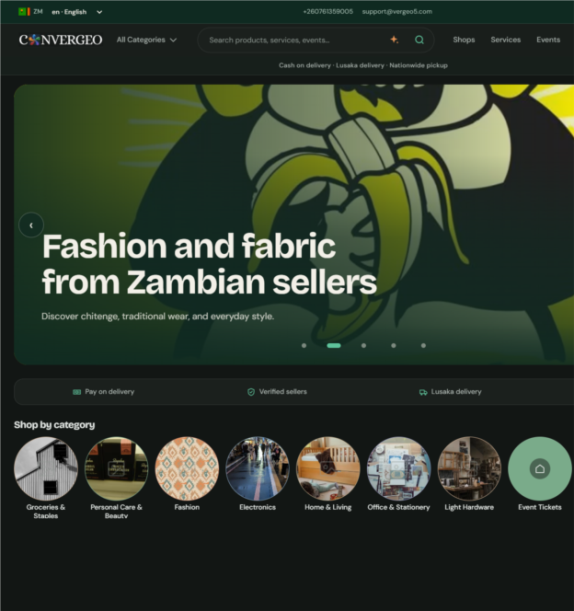 ZM en · English
+260761359005 support@vergeo5.com
CONVERGEO
All Categories
Search products, services, events..
Shops Services Events
Cash on delivery · Lusaka delivery · Nationwide pickup
Fashion and fabric
from Zambian sellers
Discover chitenge, traditional wear, and everyday style.
Pay on delivery
Verified sellers
Lusaka delivery
Shop by category
Groceries &
Staples
Personal Care &
Beauty
Fashion
Electronics
Home & Living
Office & Stationery
Light Hardware
Event Tickets